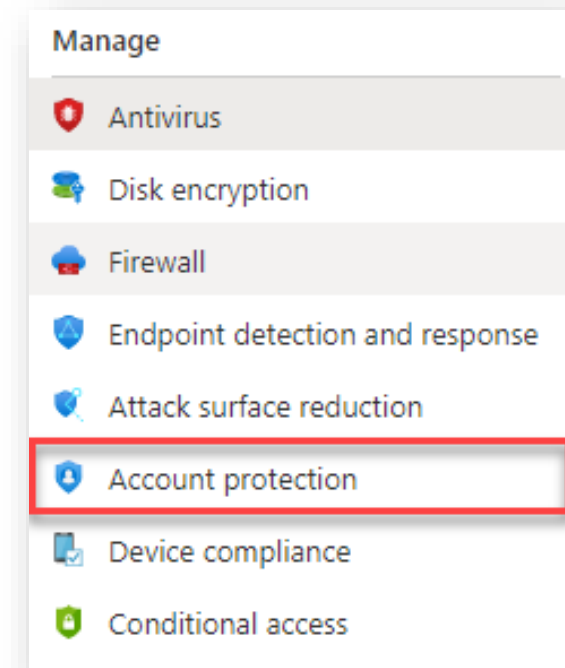 Manage
Antivirus
Disk encryption
Firewall
Endpoint detection and response
Attack surface reduction
Account protection
Device compliance
Conditional access